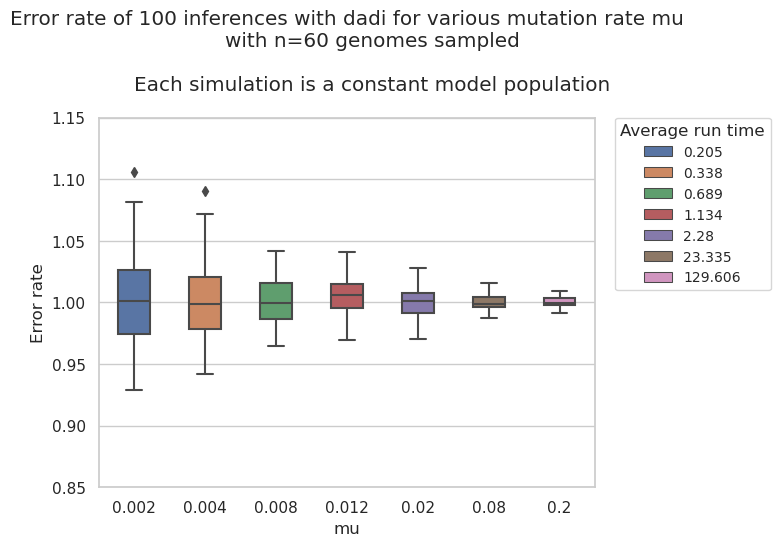 Error rate of 100 inferences with dadi for various mutation rate mu
with n=60 genomes sampled
Each simulation is a constant model population
Average run time
0.205
0.338
0.689
1.134
2.28
23.335
129.606
Error rate
1.15
1.10
1.05
1.00
0.95
0.90
0.85
0.002 0.004 0.008 0.012 0.02 0.08 0.2
mu